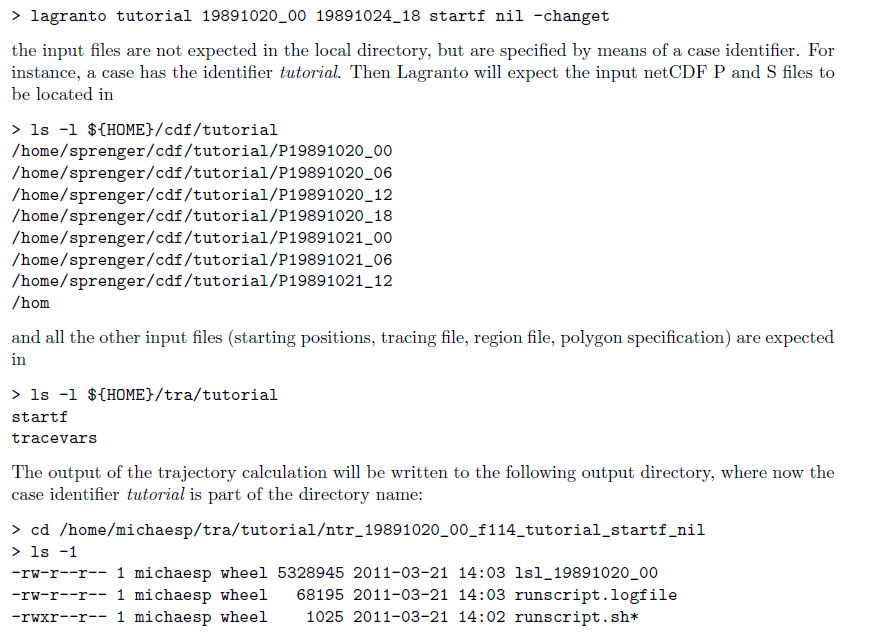 > lagranto tutorial 19891020_00 19891024_18 startf nil -changet
the input files are not expected in the local directory, but are specified by means of a case identifier. For
instance, a case has the identifier tutorial. Then Lagranto will expect the input netCDF P and S files to
be located in
> ls -l ${HOME}/cdf/tutorial
/home/sprenger/cdf/tutorial/P19891020_00
/home/sprenger/cdf/tutorial/P19891020_06
/home/sprenger/cdf/tutorial/P19891020_12
/home/sprenger/cdf/tutorial/P19891020_18
/home/sprenger/cdf/tutorial/P19891021_00
/home/sprenger/cdf/tutorial/P19891021_06
/home/sprenger/cdf/tutorial/P19891021_12
/hom
and all the other input files (starting positions, tracing file, region file, polygon specification) are expected
in
> ls -l ${HOME}/tra/tutorial
startf
tracevars
The output of the trajectory calculation will be written to the following output directory, where now the
case identifier tutorial is part of the directory name:
> cd /home/michaesp/tra/tutorial/ntr_19891020_00_f114_tutorial_startf_nil
> ls -1
-rw-r--r-- 1 michaesp wheel 5328945 2011-03-21 14:03 lsl_19891020_00
-rw-r--r-- 1 michaesp wheel 68195 2011-03-21 14:03 runscript.logfile
-rwxr--r-- 1 michaesp wheel 1025 2011-03-21 14:02 runscript.sh*